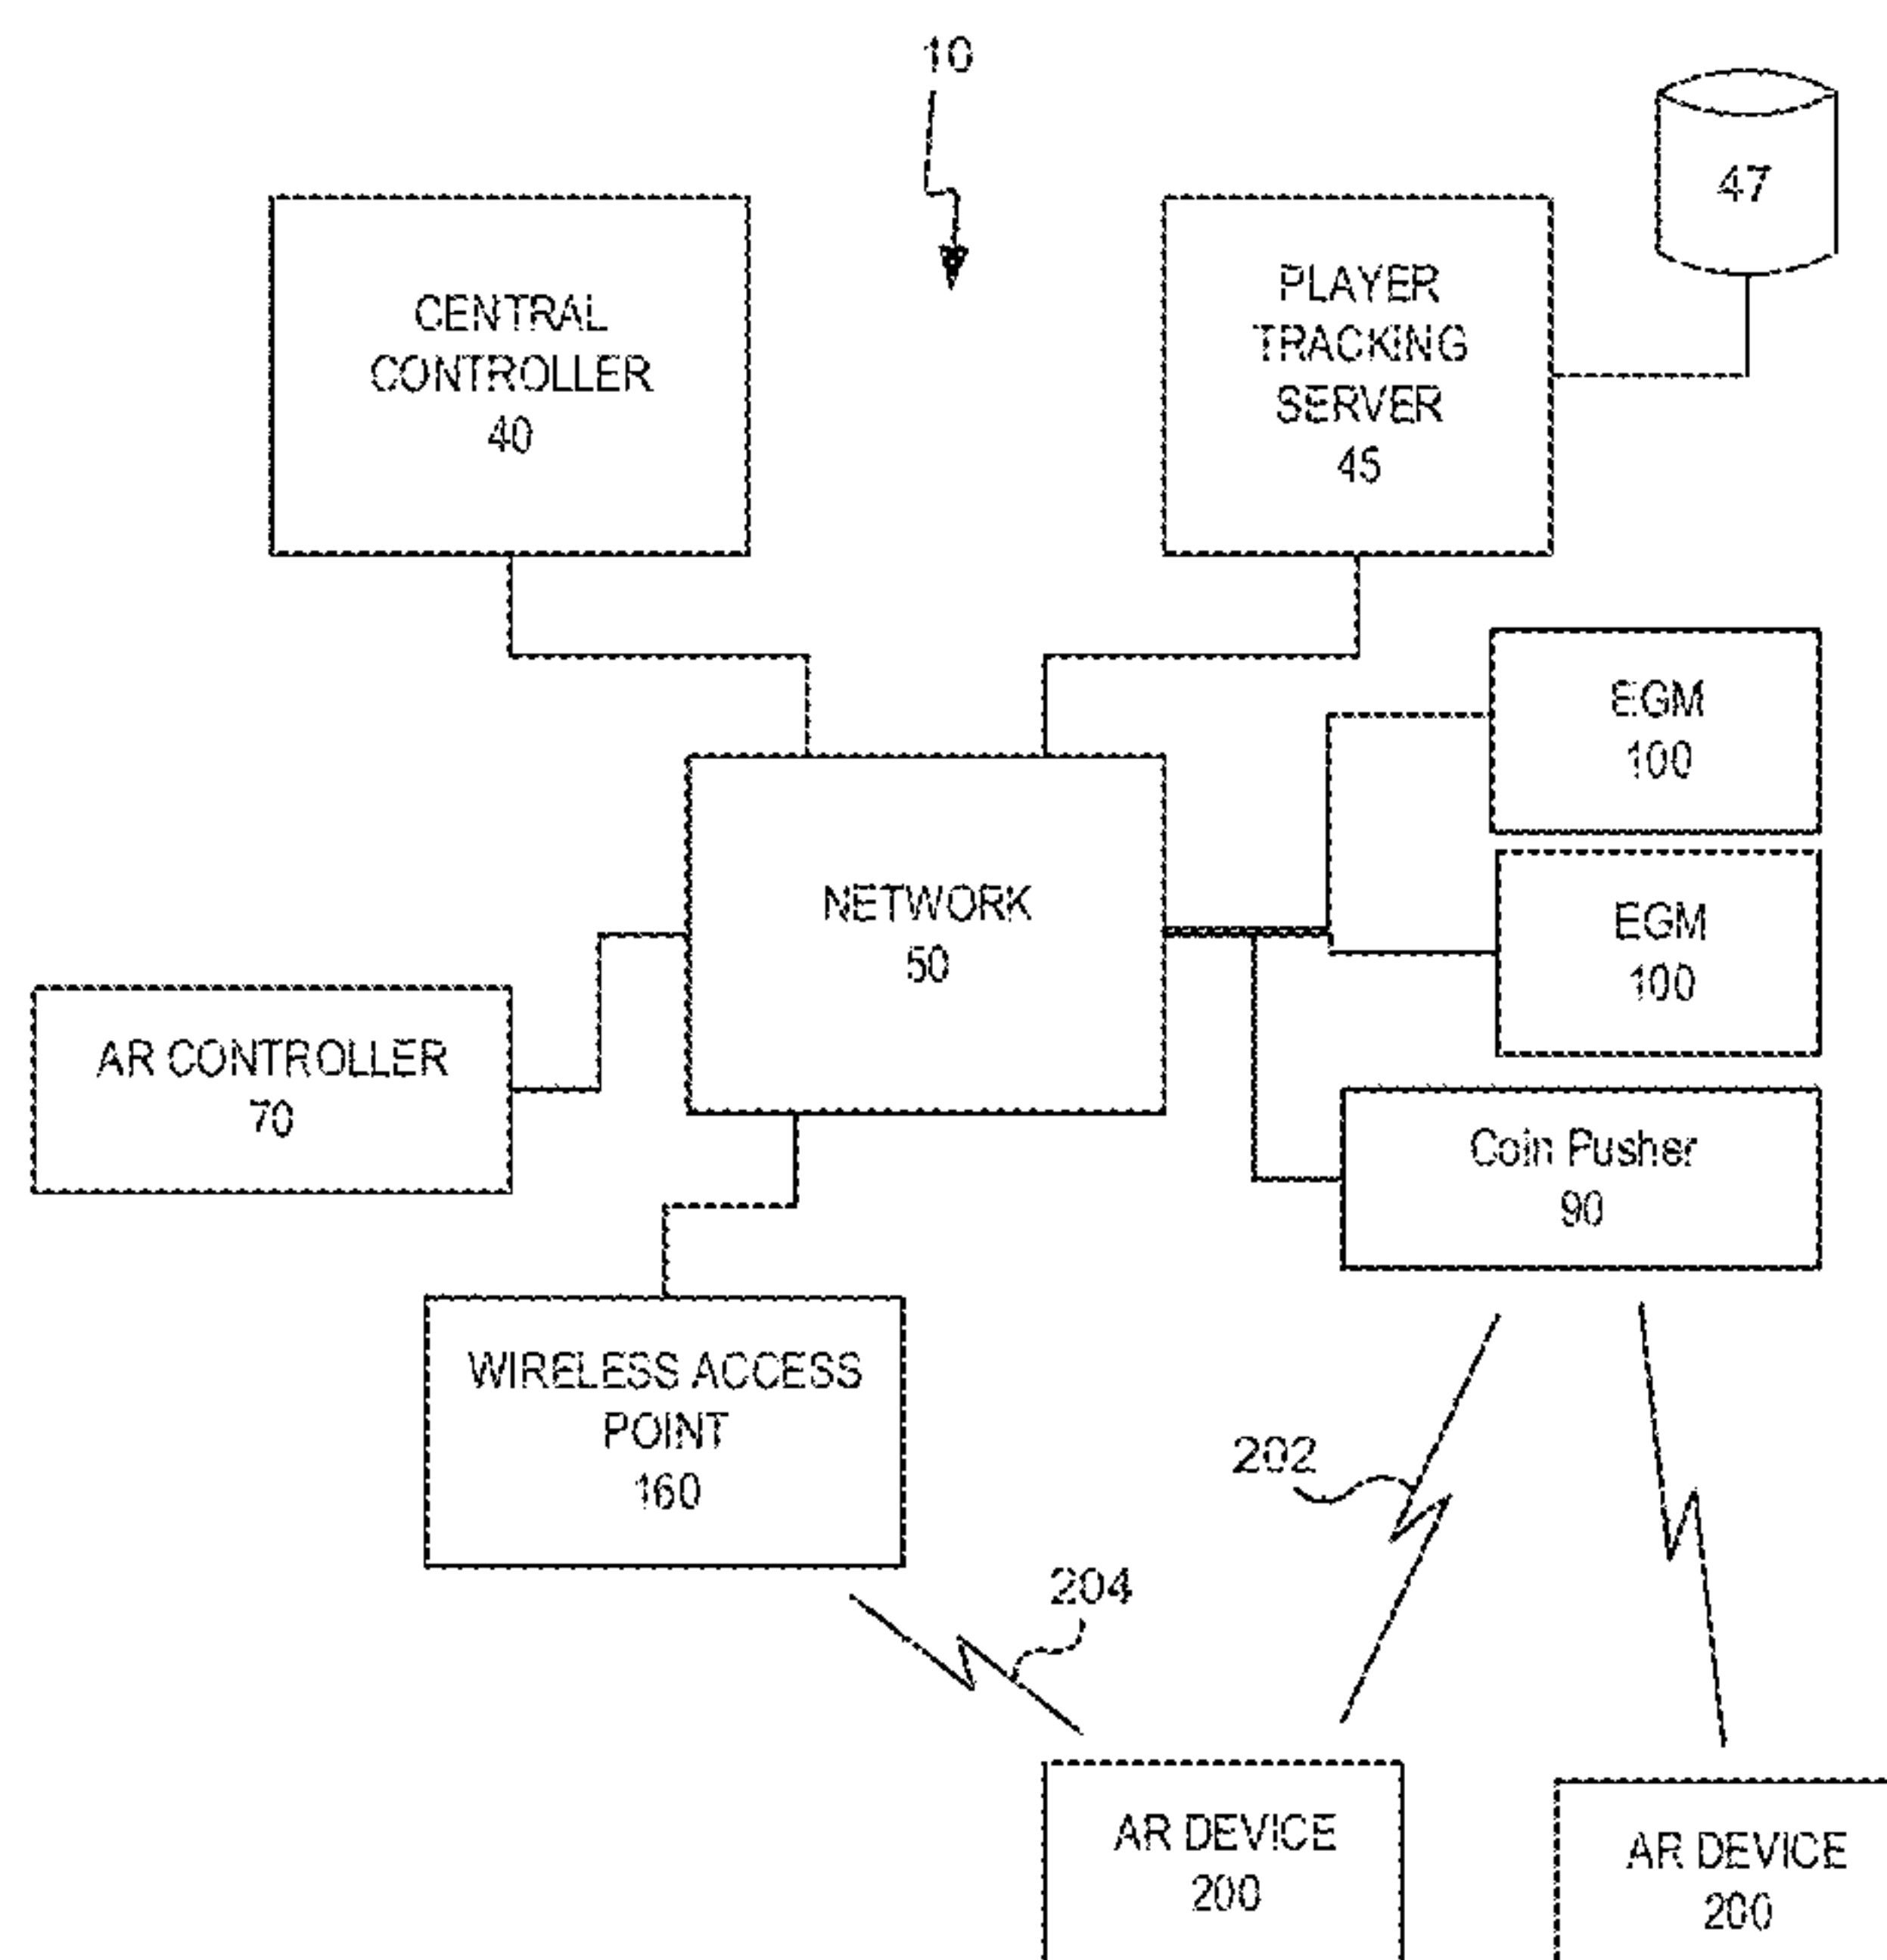 10
47
CENTRAL
CONTROLLER
40
PLAYER
TRACKING
SERVER
45
EGM
100
NETWORK
50
EGM
100
AR CONTROLLER
70
Coin Pusher
90
WIRELESS ACCESS
POINT
160
202
204
AR DEVICE
200
AR DEVICE
200